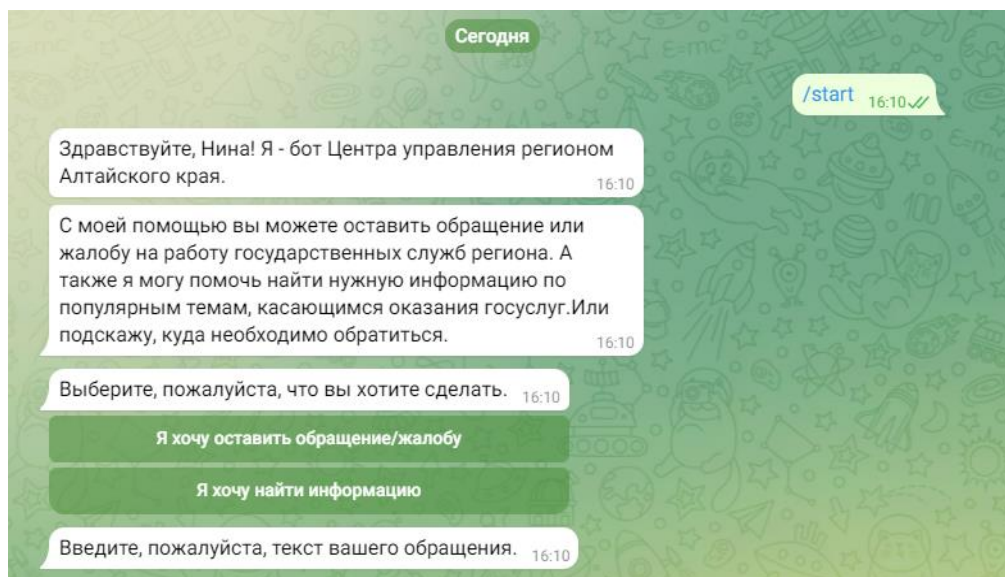 Сегодня
/start 16:10
Здравствуйте, Нина! Я - бот Центра управления регионом
Алтайского края.
16:10
С моей помощью вы можете оставить обращение или
жалобу на работу государственных служб региона. А
также я могу помочь найти нужную информацию по
популярным темам, касающимся оказания госуслуг.Или
подскажу, куда необходимо обратиться.
16:10
Выберите, пожалуйста, что вы хотите сделать. 16:10
Я хочу оставить обращение/жалобу
Я хочу найти информацию
Введите, пожалуйста, текст вашего обращения. 16:10